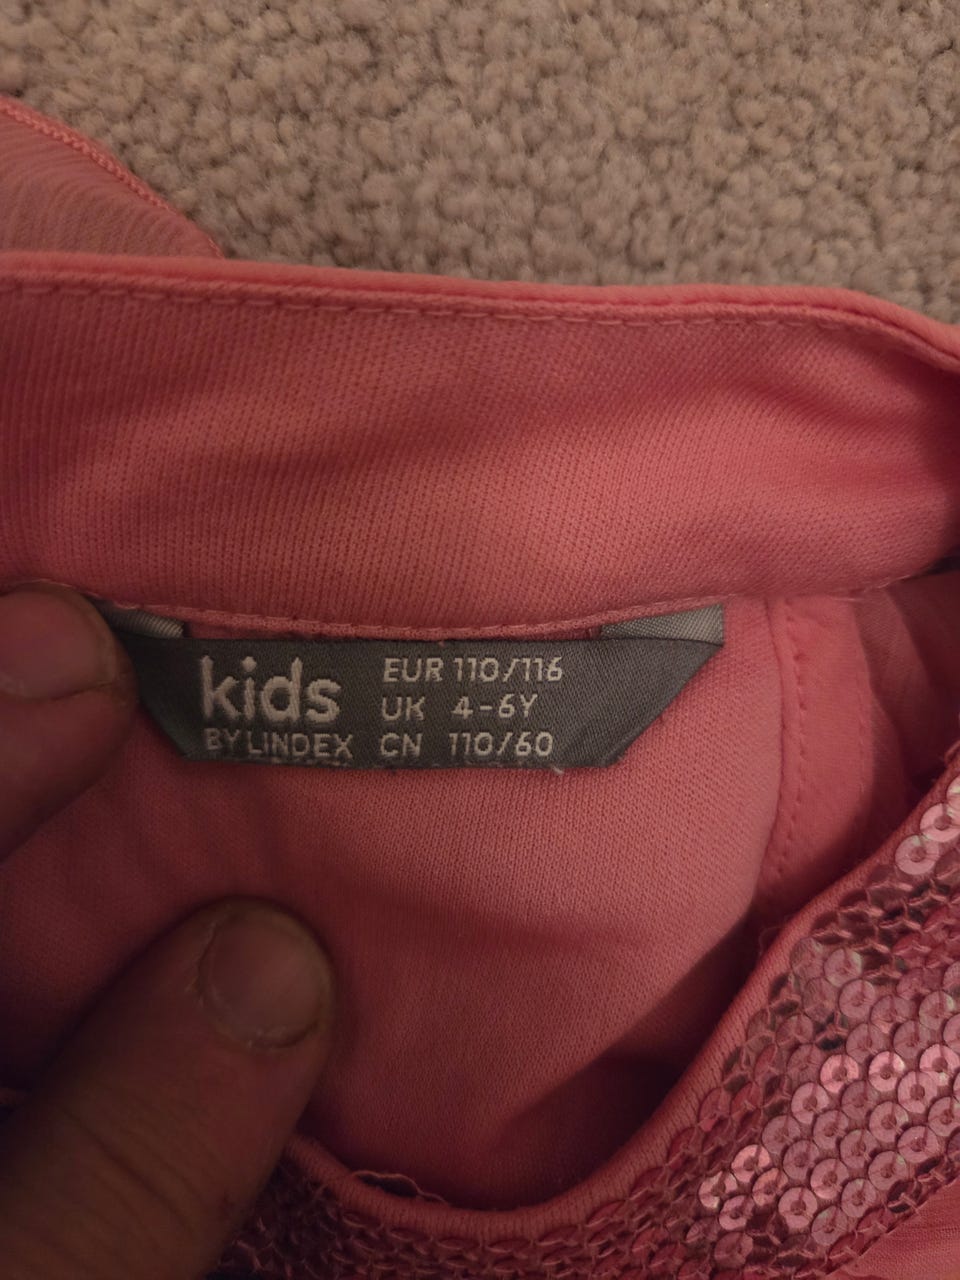 kids
BY LINDEX
EUR 110/116
UK 4-6Y
CN 110/60